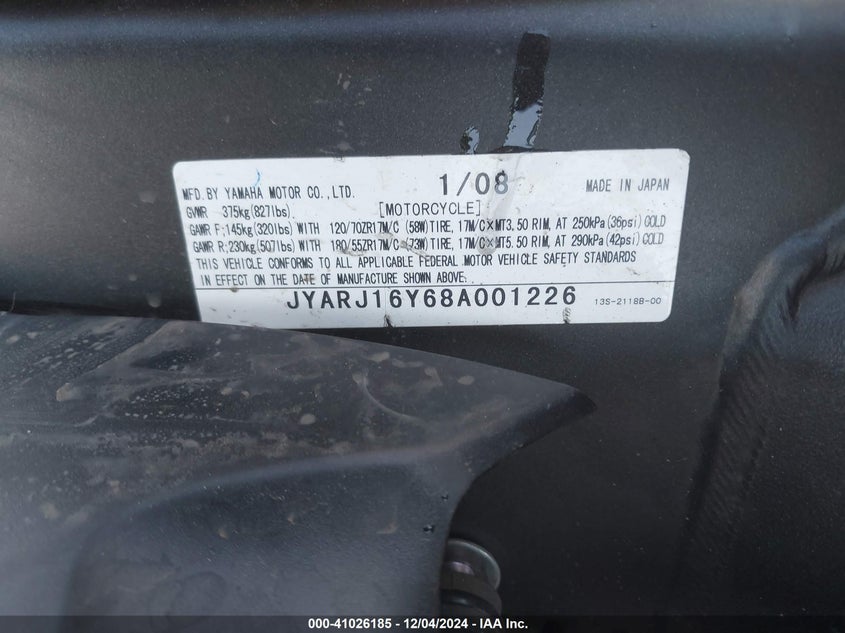 MFD.BY YAMAHA MOTOR CO.,LTD. 1/08 MADE IN JAPAN
GVWR 375kg(827lbs) [MOTORCYCLE]
GAWR F:145kg(320lbs) WITH 120/70ZR17M/C (58W)TIRE, 17M/C×MT3.50 RIM, AT 250kPa(36psi)COLD
GAWR R:230kg(507lbs) WITH 180/55ZR17M/C (73W)TIRE, 17M/C×MT5.50 RIM, AT 290kPa(42psi)COLD
THIS VEHICLE CONFORMS TO ALL APPLICABLE FEDERAL MOTOR VEHICLE SAFETY STANDARDS
IN EFFECT ON THE DATE OF MANUFACTURE SHOWN ABOVE.
JYARJ16Y68A001226 13S-2118B-00
000-41026185 - 12/04/2024 - IAA Inc.